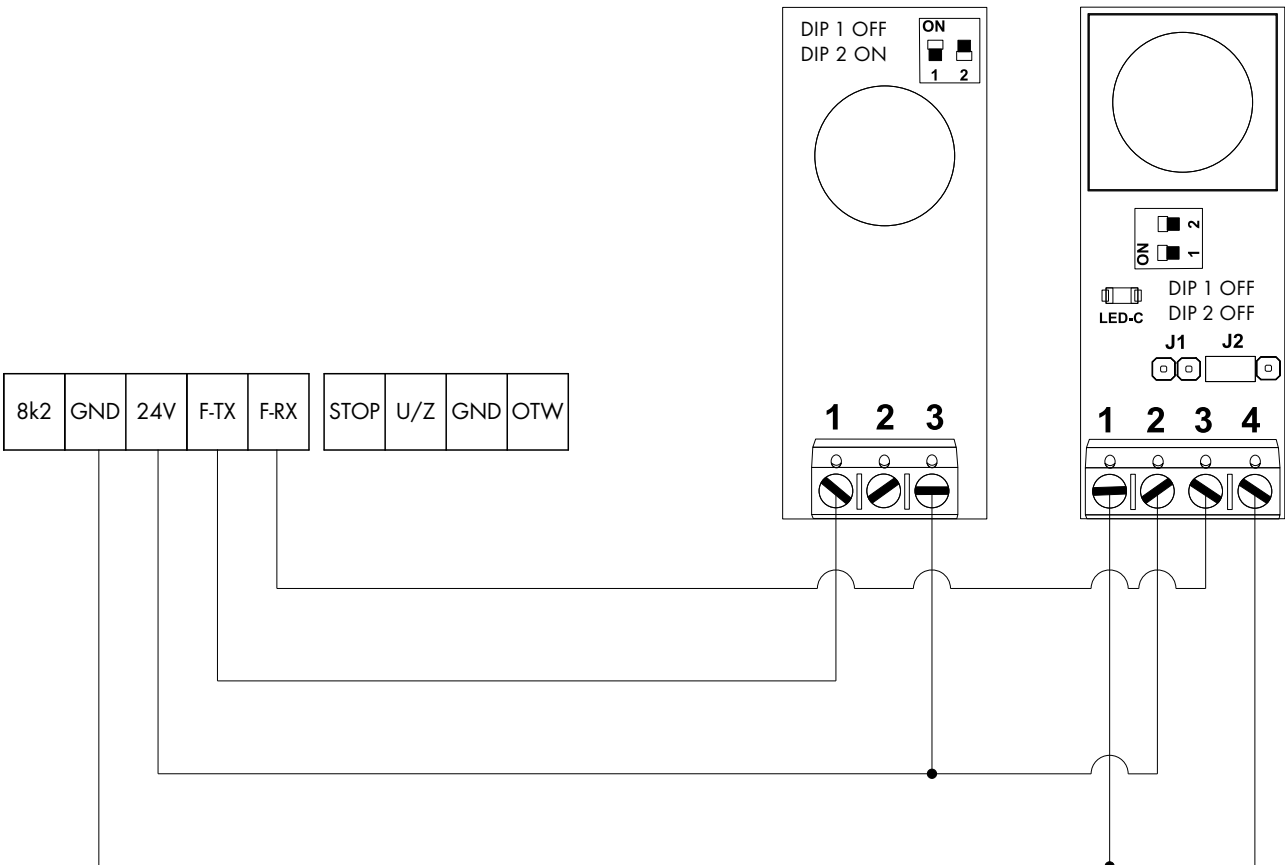 DIP 1 OFF
DIP 2 ON
ON
1 2
2
1
ON
DIP 1 OFF
DIP 2 OFF
LED-C
J1 J2
8k2 GND 24V F-TX F-RX STOP U/Z GND OTW
1 2 3
1 2 3 4